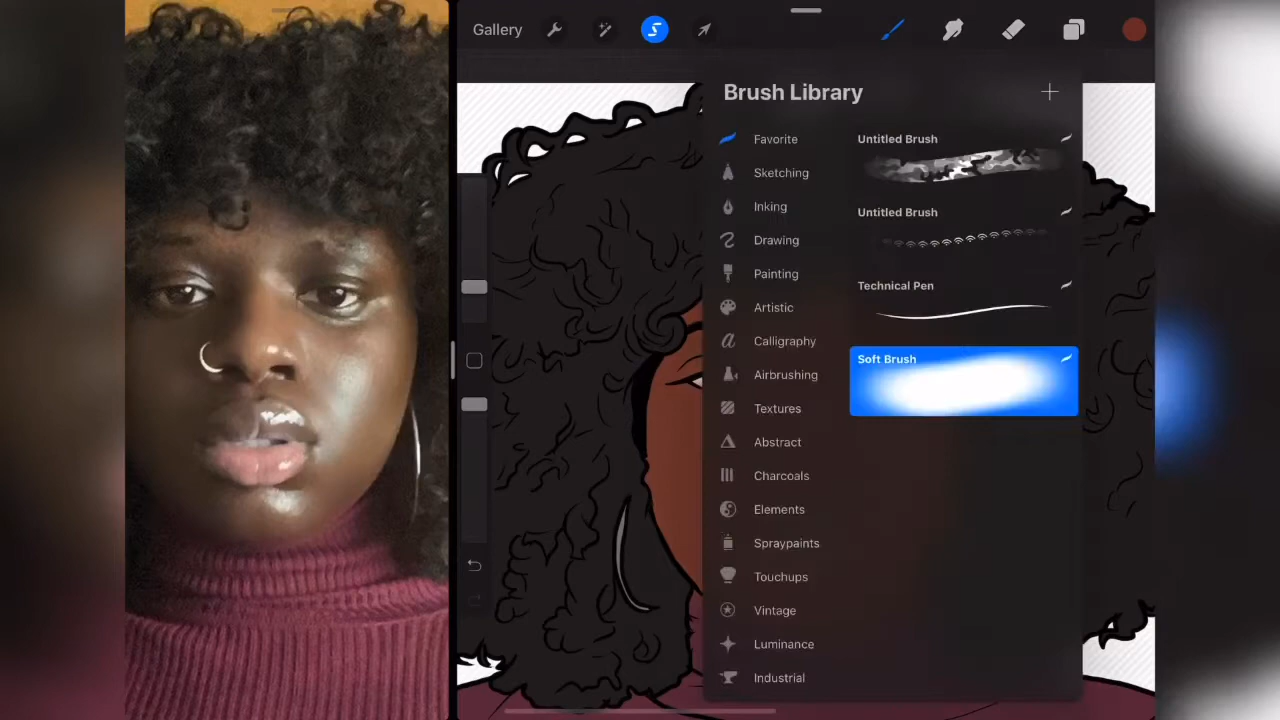 Gallery
Brush Library
Favorite
Sketching
Inking
Drawing
Painting
Artistic
Calligraphy
Airbrushing
Textures
Abstract
Charcoals
Elements
Spraypaints
Touchups
Vintage
Luminance
Industrial
Untitled Brush
Untitled Brush
Technical Pen
Soft Brush